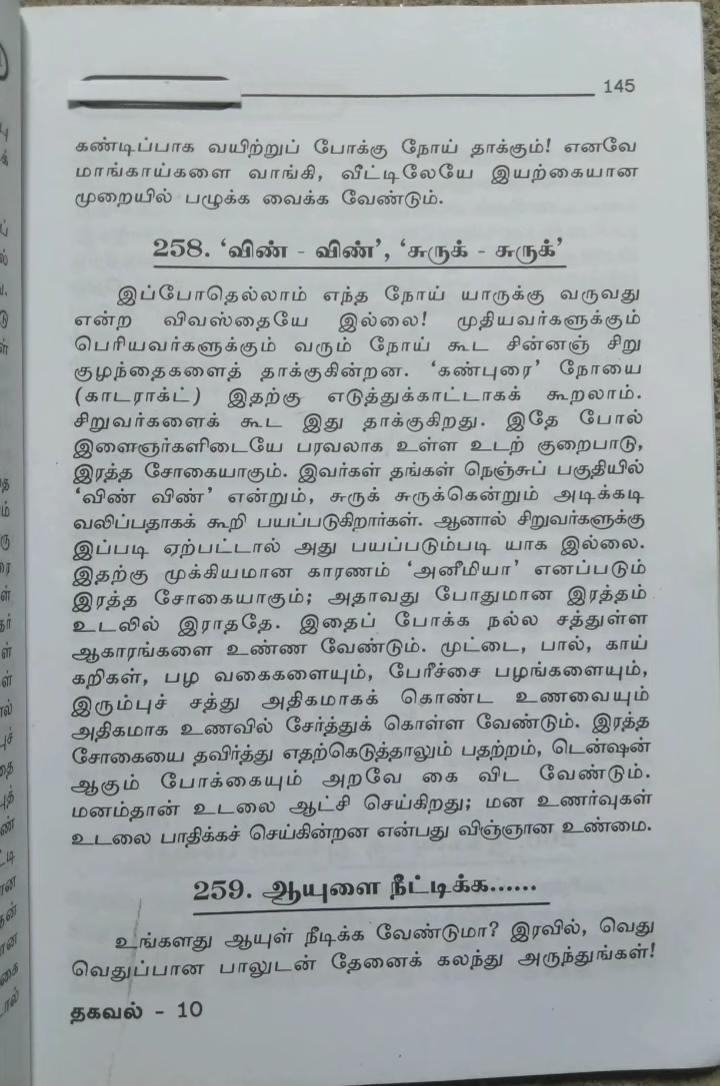 145
கண்டிப்பாக வயிற்றுப் போக்கு நோய் தாக்கும்! எனவே
மாங்காய்களை வாங்கி, வீட்டிலேயே இயற்கையான
முறையில் பழுக்க வைக்க வேண்டும்.
258. ‘விண் - விண்’, ‘சுருக் - சுருக்’
இப்போதெல்லாம் எந்த நோய் யாருக்கு வருவது
என்ற விவஸ்தையே இல்லை! முதியவர்களுக்கும்
பெரியவர்களுக்கும் வரும் நோய் கூட சின்னஞ் சிறு
குழந்தைகளைத் தாக்குகின்றன. ‘கண்புரை’ நோயை
(காடராக்ட்) இதற்கு எடுத்துக்காட்டாகக் கூறலாம்.
சிறுவர்களைக் கூட இது தாக்குகிறது. இதே போல்
இளைஞர்களிடையே பரவலாக உள்ள உடற் குறைபாடு,
இரத்த சோகையாகும். இவர்கள் தங்கள் நெஞ்சுப் பகுதியில்
‘விண் விண்’ என்றும், சுருக் சுருக்கென்றும் அடிக்கடி
வலிப்பதாகக் கூறி பயப்படுகிறார்கள். ஆனால் சிறுவர்களுக்கு
இப்படி ஏற்பட்டால் அது பயப்படும்படி யாக இல்லை.
இதற்கு முக்கியமான காரணம் ‘அனீமியா’ எனப்படும்
இரத்த சோகையாகும்; அதாவது போதுமான இரத்தம்
உடலில் இராததே. இதைப் போக்க நல்ல சத்துள்ள
ஆகாரங்களை உண்ண வேண்டும். முட்டை, பால், காய்
கறிகள், பழ வகைகளையும், பேரீச்சை பழங்களையும்,
இரும்புச் சத்து அதிகமாகக் கொண்ட உணவையும்
அதிகமாக உணவில் சேர்த்துக் கொள்ள வேண்டும். இரத்த
சோகையை தவிர்த்து எதற்கெடுத்தாலும் பதற்றம், டென்ஷன்
ஆகும் போக்கையும் அறவே கை விட வேண்டும்.
மனம்தான் உடலை ஆட்சி செய்கிறது; மன உணர்வுகள்
உடலை பாதிக்கச் செய்கின்றன என்பது விஞ்ஞான உண்மை.
259. ஆயுளை நீட்டிக்க......
உங்களது ஆயுள் நீடிக்க வேண்டுமா? இரவில், வெது
வெதுப்பான பாலுடன் தேனைக் கலந்து அருந்துங்கள்!
தகவல் - 10